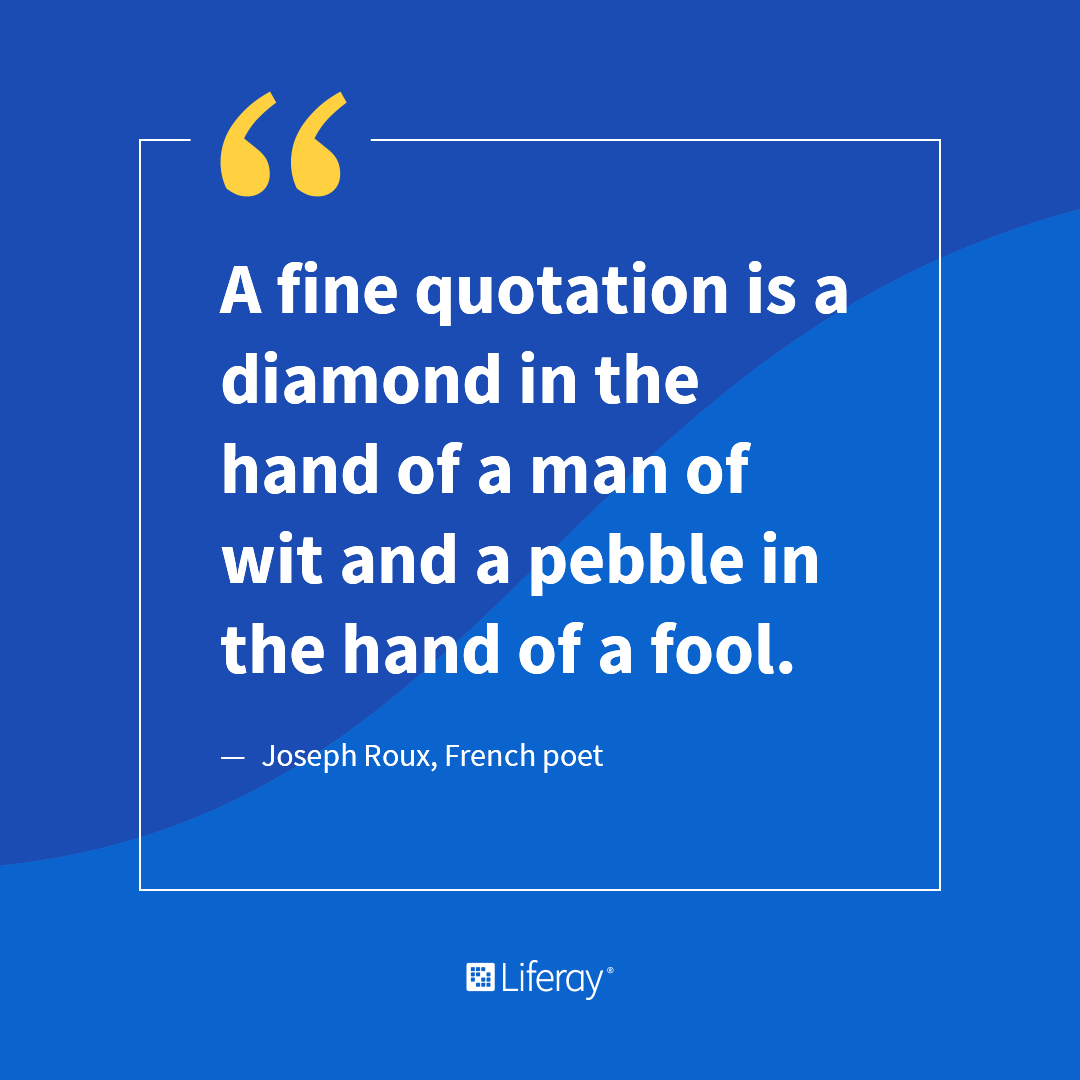 “
A fine quotation is a
diamond in the
hand of a man of
wit and a pebble in
the hand of a fool.
— Joseph Roux, French poet
Liferay®